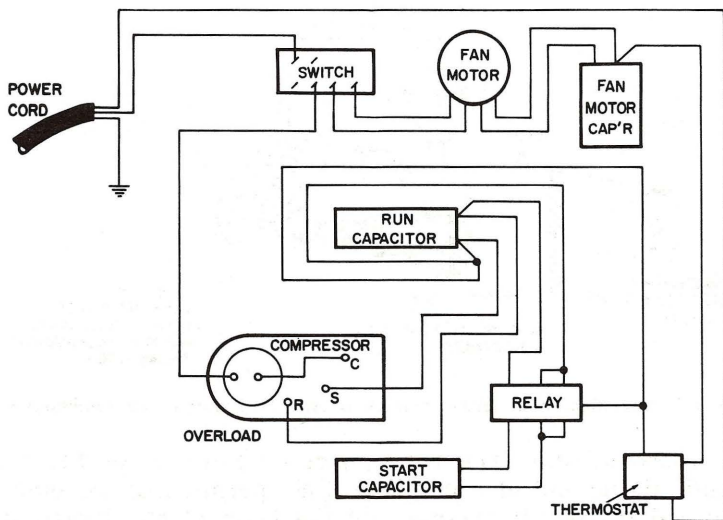 POWER
CORD
SWITCH
FAN
MOTOR
FAN
MOTOR
CAP'R
RUN
CAPACITOR
COMPRESSOR
C
S
R
OVERLOAD
RELAY
START
CAPACITOR
THERMOSTAT